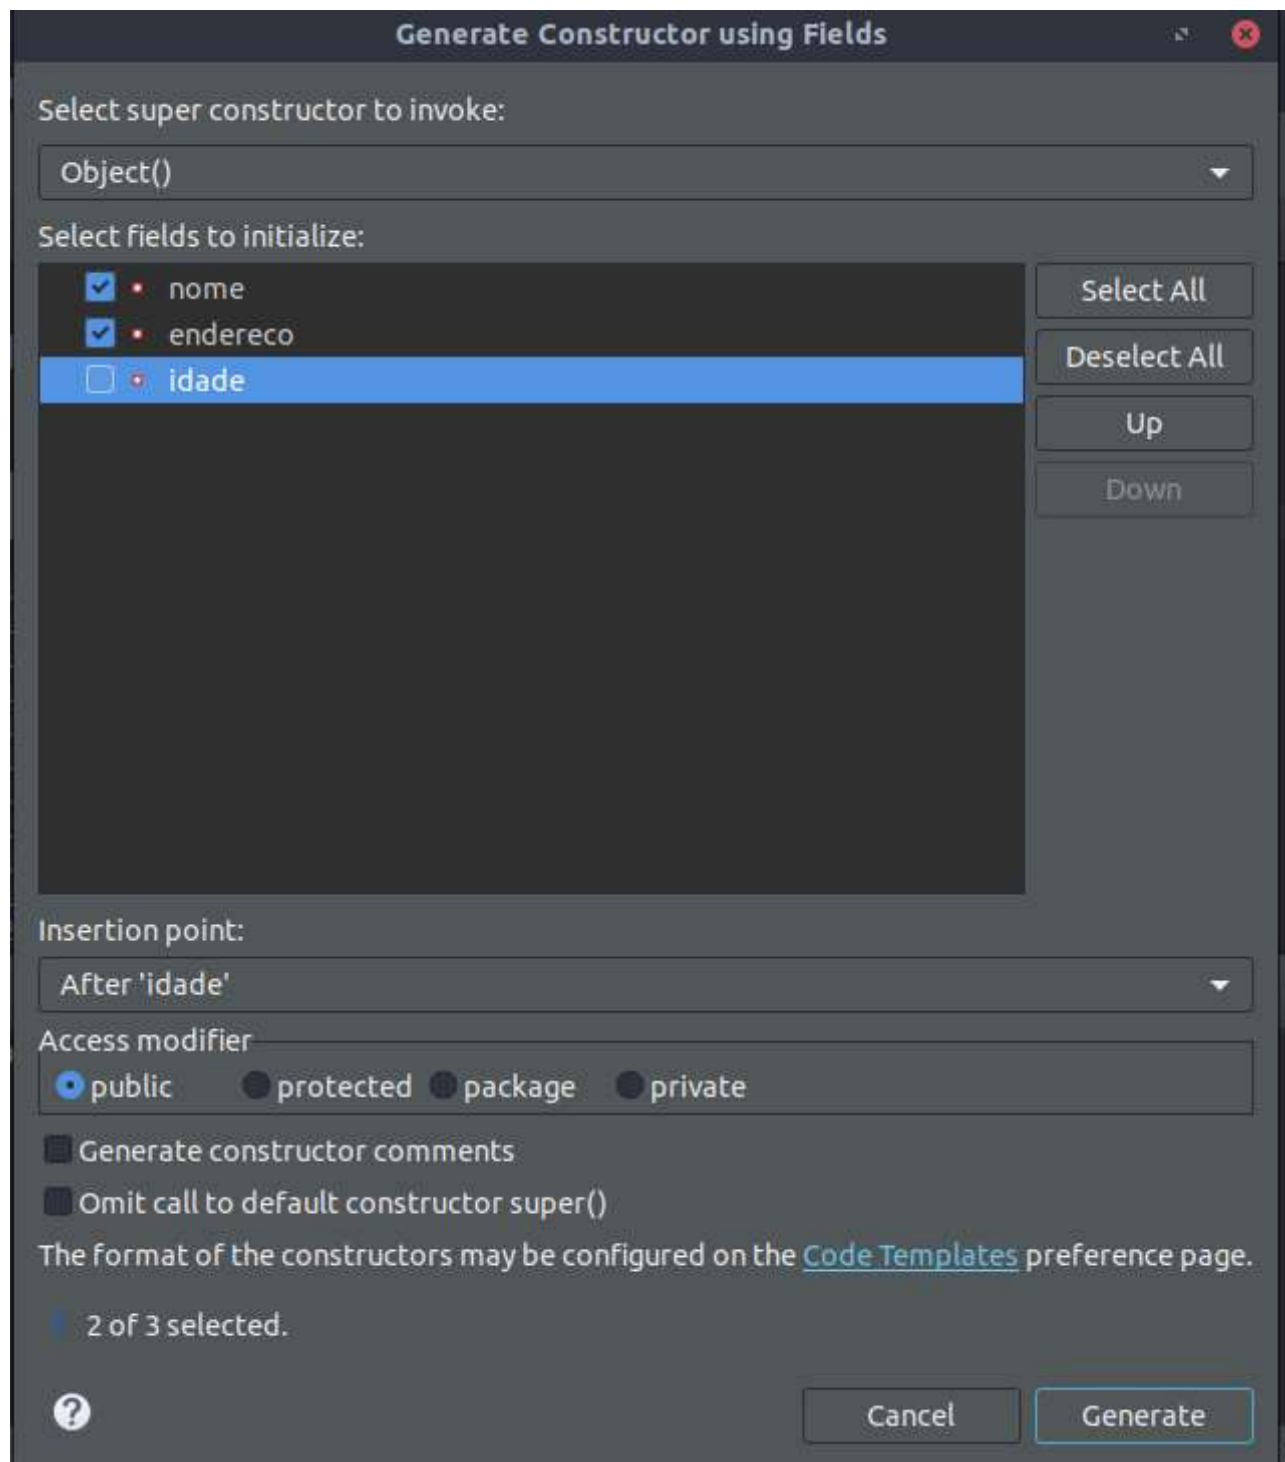 Generate Constructor using Fields
Select super constructor to invoke:
Object()
Select fields to initialize:
nome
endereco
idade
Select All
Deselect All
Up
Down
Insertion point:
After 'idade'
Access modifier
public protected package private
Generate constructor comments
Omit call to default constructor super()
The format of the constructors may be configured on the Code Templates preference page.
2 of 3 selected.
? Cancel Generate